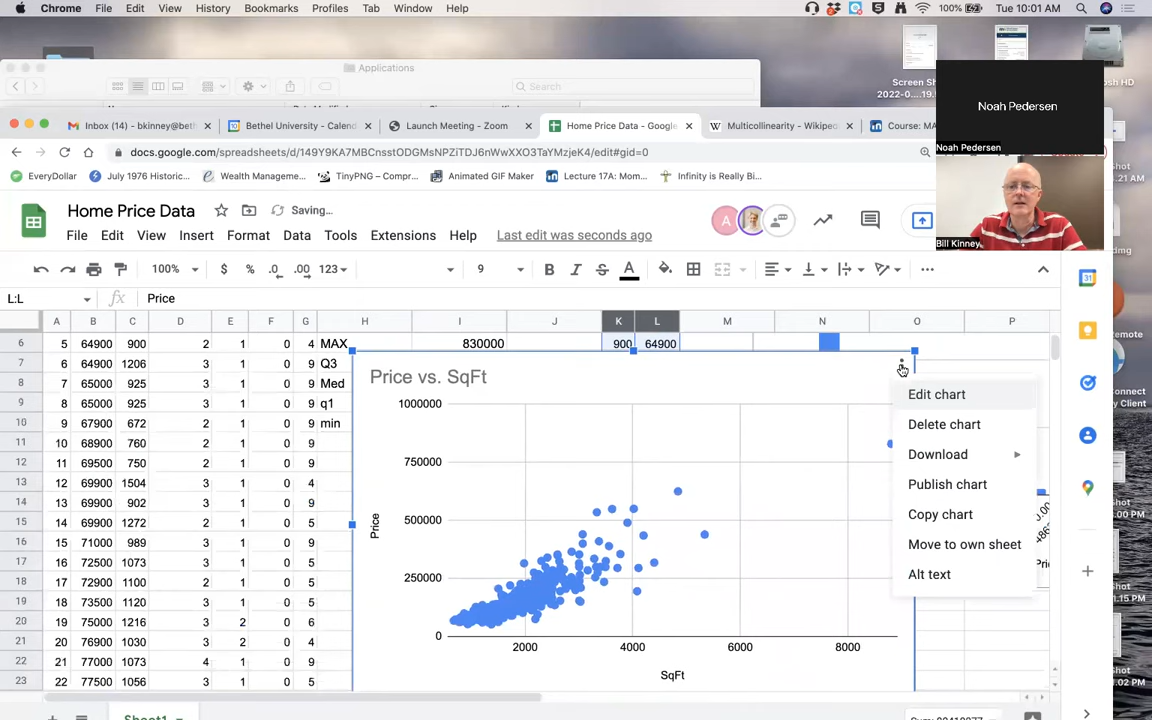 Chrome File Edit View History Bookmarks Profiles Tab Window Help 100% Tue 10:01 AM
Applications
Search
Noah Pedersen
Noah Pedersen
Bill Kinney
Inbox (14) – bkinney@beth
Bethel University - Calend
Launch Meeting - Zoom
Home Price Data - Google
Multicollinearity - Wikiped
Course: MA
docs.google.com/spreadsheets/d/149Y9KA7MBCnsstODGMsNPZiTDJ6nWwXXO3TaYMzjeK4/edit#gid=0
EveryDollar July 1976 Historic... Wealth Manageme... TinyPNG – Compr... Animated GIF Maker Lecture 17A: Mom... Infinity is Really Bi...
Home Price Data Saving...
File Edit View Insert Format Data Tools Extensions Help Last edit was seconds ago
A
100% $ % .0 .00 123 9 B I S A
L:L fx Price
A B C D E F G H I J K L M N O P
6 5 64900 900 2 1 0 4 MAX 830000 900 64900
7 6 64900 1206 3 1 0 9 Q3
8 7 65000 925 3 1 0 9 Med
9 8 65000 925 3 1 0 9 q1
10 9 67900 672 2 1 0 9 min
11 10 68900 760 2 1 0 9
12 11 69500 750 2 1 0 9
13 12 69900 1504 3 1 0 4
14 13 69900 902 3 1 0 9
15 14 69900 1272 2 1 0 5
16 15 71000 989 3 1 0 9
17 16 72500 1073 3 1 0 9
18 17 72900 1100 2 1 0 5
19 18 73500 1120 3 1 0 5
20 19 75000 1216 3 2 0 6
21 20 76900 1030 3 2 0 4
22 21 77000 1073 4 1 0 9
23 22 77500 1056 3 1 0 5
Price vs. SqFt
1000000
750000
500000
250000
0
Price
2000 4000 6000 8000
SqFt
Edit chart
Delete chart
Download
Publish chart
Copy chart
Move to own sheet
Alt text
Sheet1